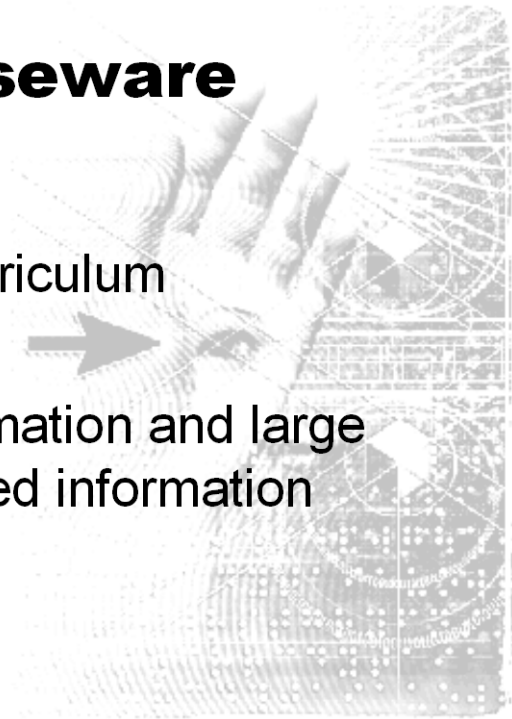 seware
riculum
mation and large
ed information